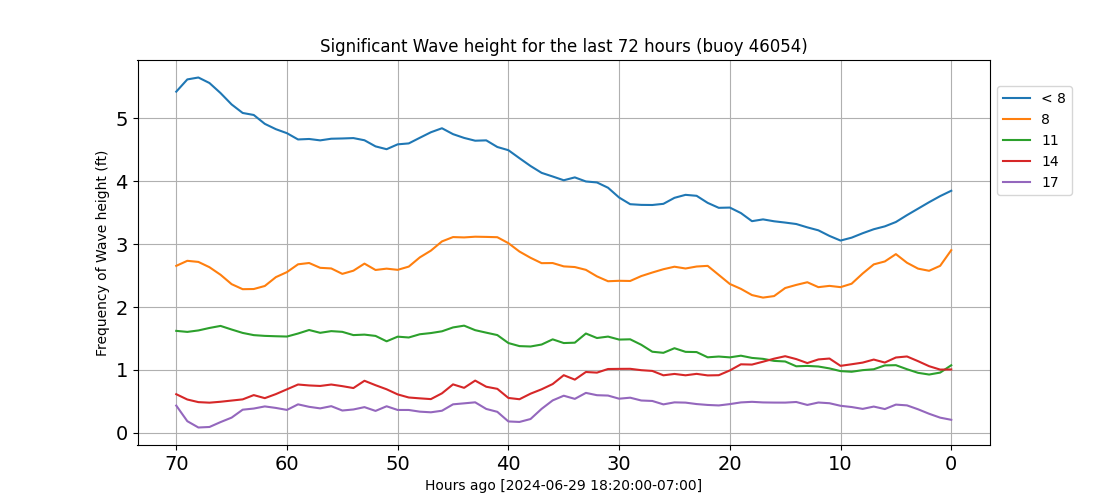 Significant Wave height for the last 72 hours (buoy 46054)
Frequency of Wave height (ft)
5
4
3
2
1
0
70 60 50 40 30 20 10 0
Hours ago [2024-06-29 18:20:00-07:00]
< 8
8
11
14
17